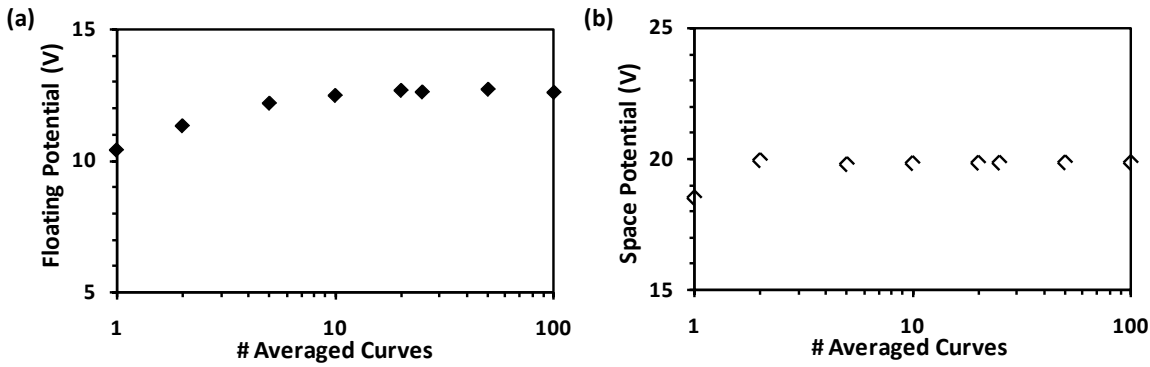 (a)
Floating Potential (V)
15
10
5
1
10
100
# Averaged Curves
(b)
Space Potential (V)
25
20
15
1
10
100
# Averaged Curves